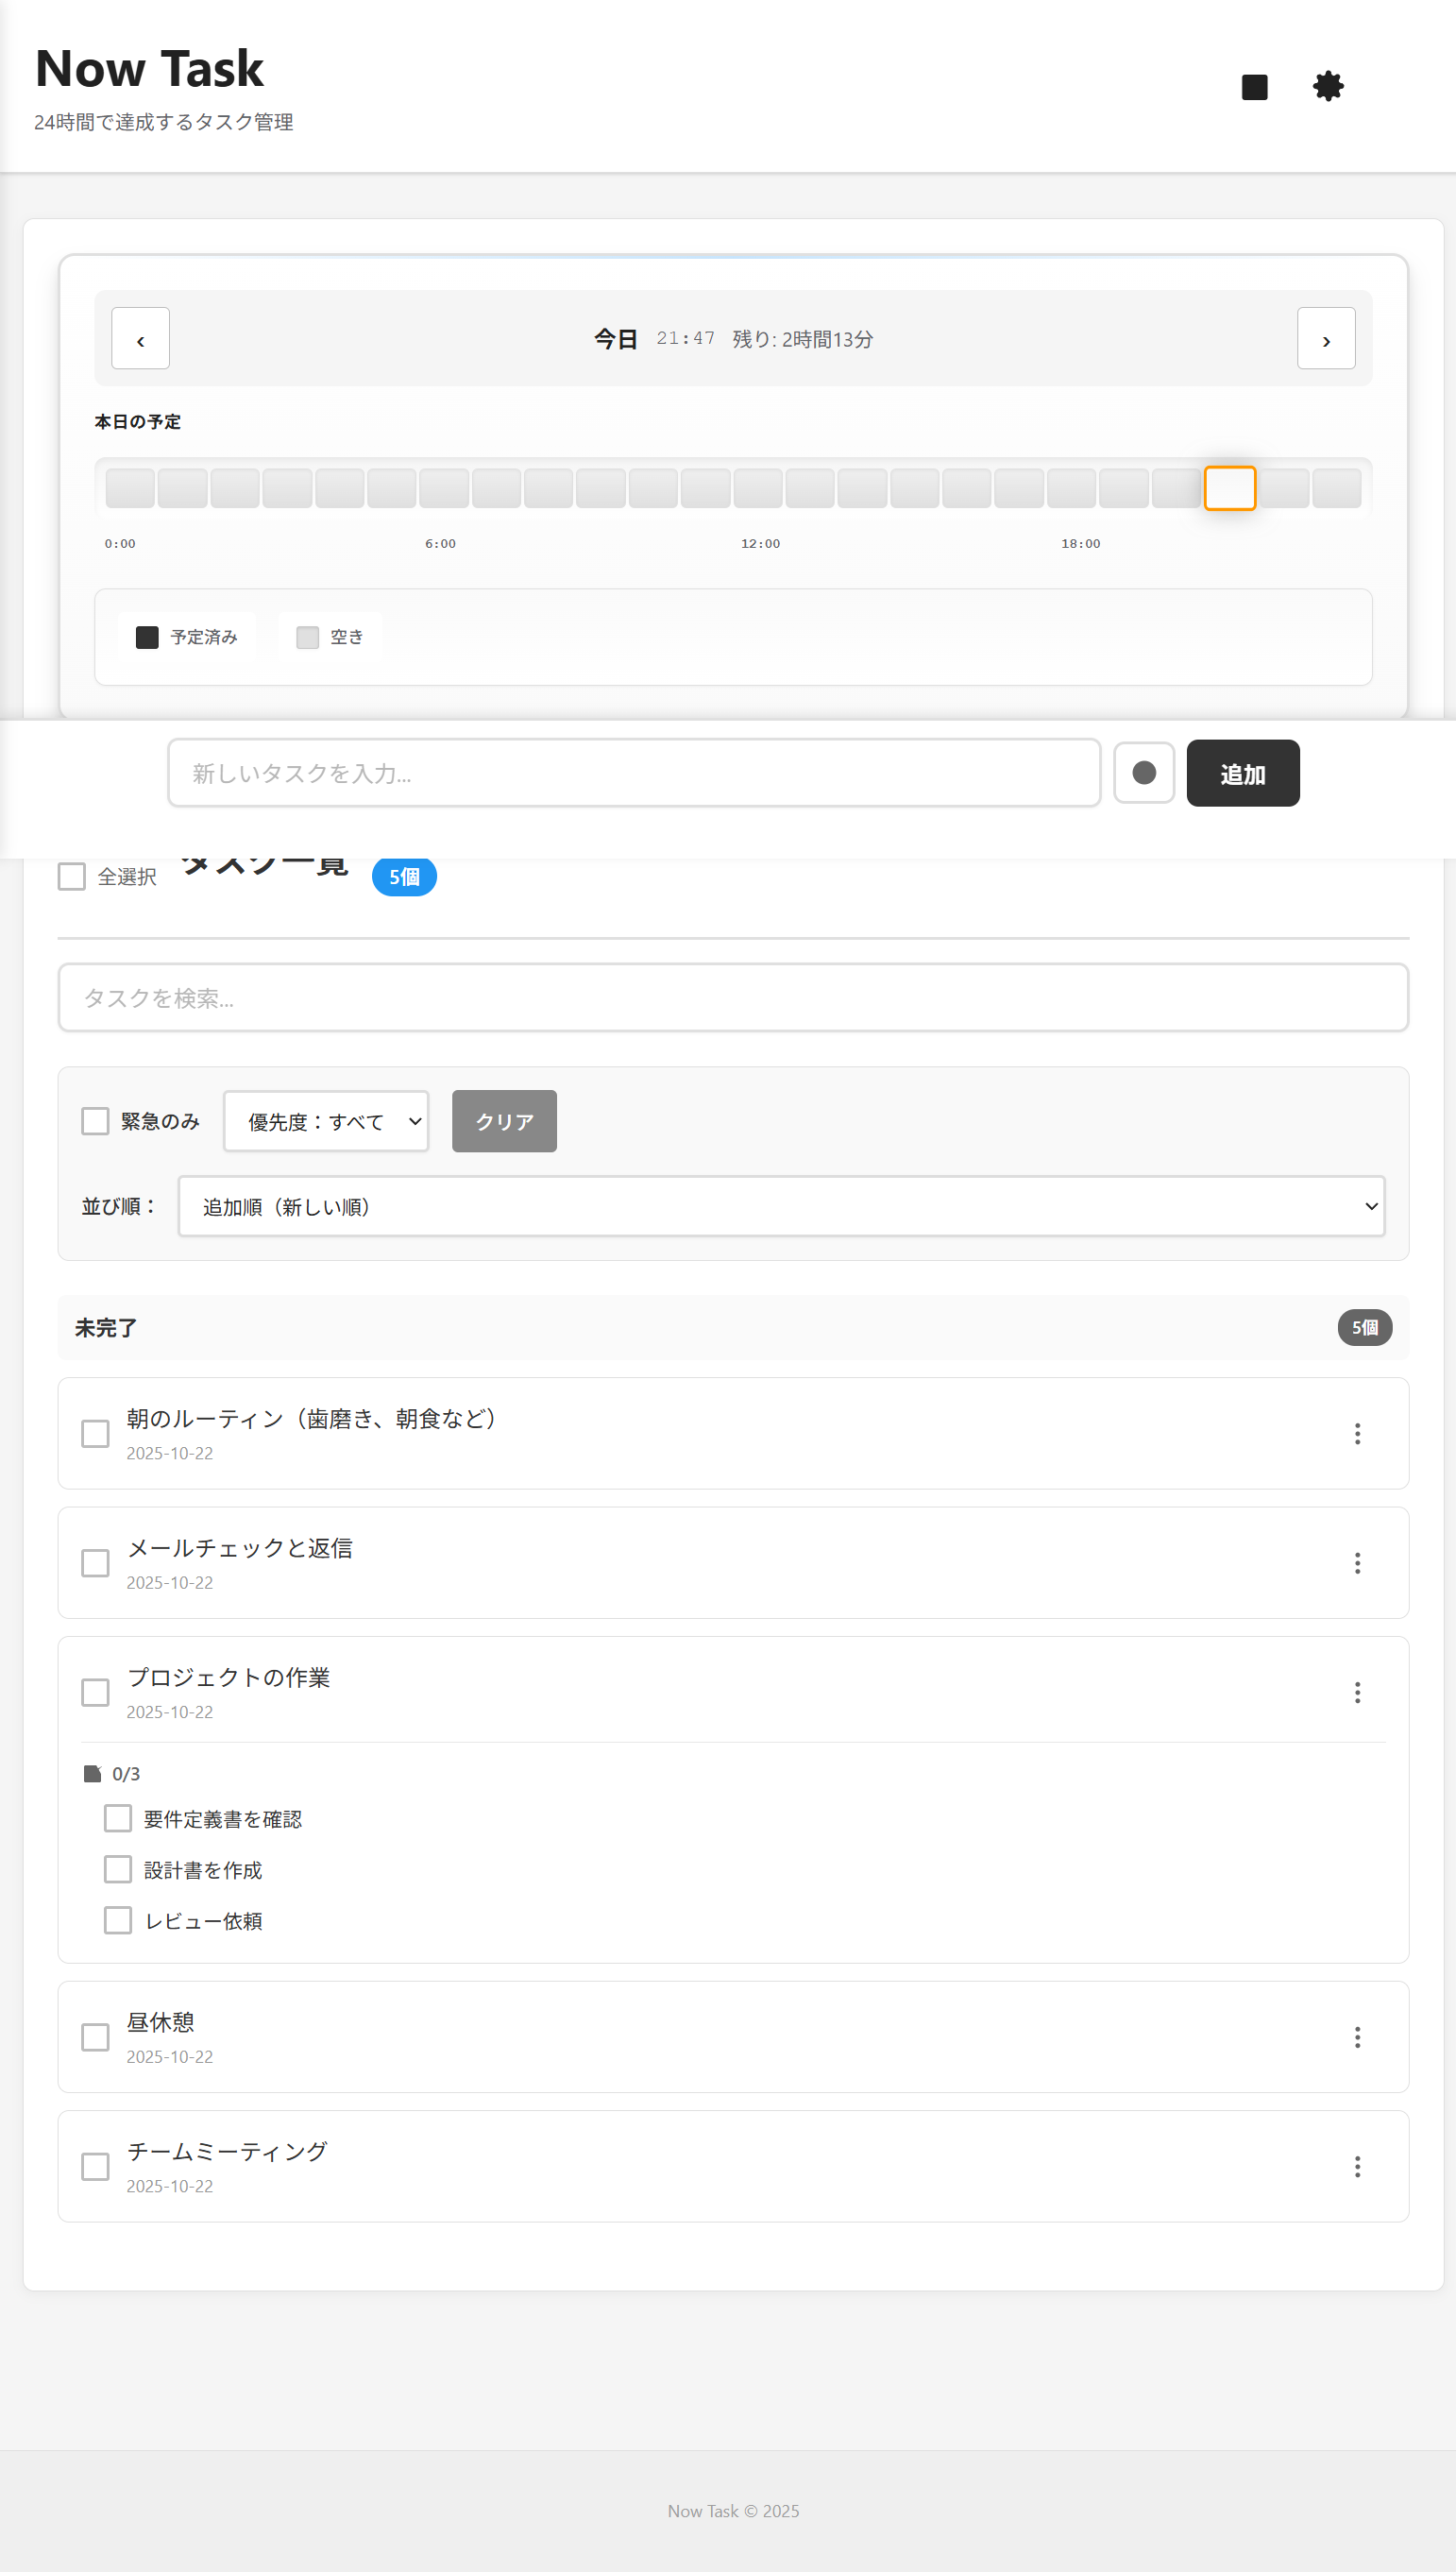 Now Task
24時間で達成するタスク管理
‹ 今日 21:47 残り: 2時間13分 ›
本日の予定
0:00 6:00 12:00 18:00
予定済み 空き
新しいタスクを入力... 追加
全選択 タスク一覧 5個
タスクを検索...
緊急のみ 優先度：すべて クリア
並び順： 追加順（新しい順）
未完了 5個
朝のルーティン（歯磨き、朝食など）
2025-10-22
メールチェックと返信
2025-10-22
プロジェクトの作業
2025-10-22
0/3
要件定義書を確認
設計書を作成
レビュー依頼
昼休憩
2025-10-22
チームミーティング
2025-10-22
Now Task © 2025